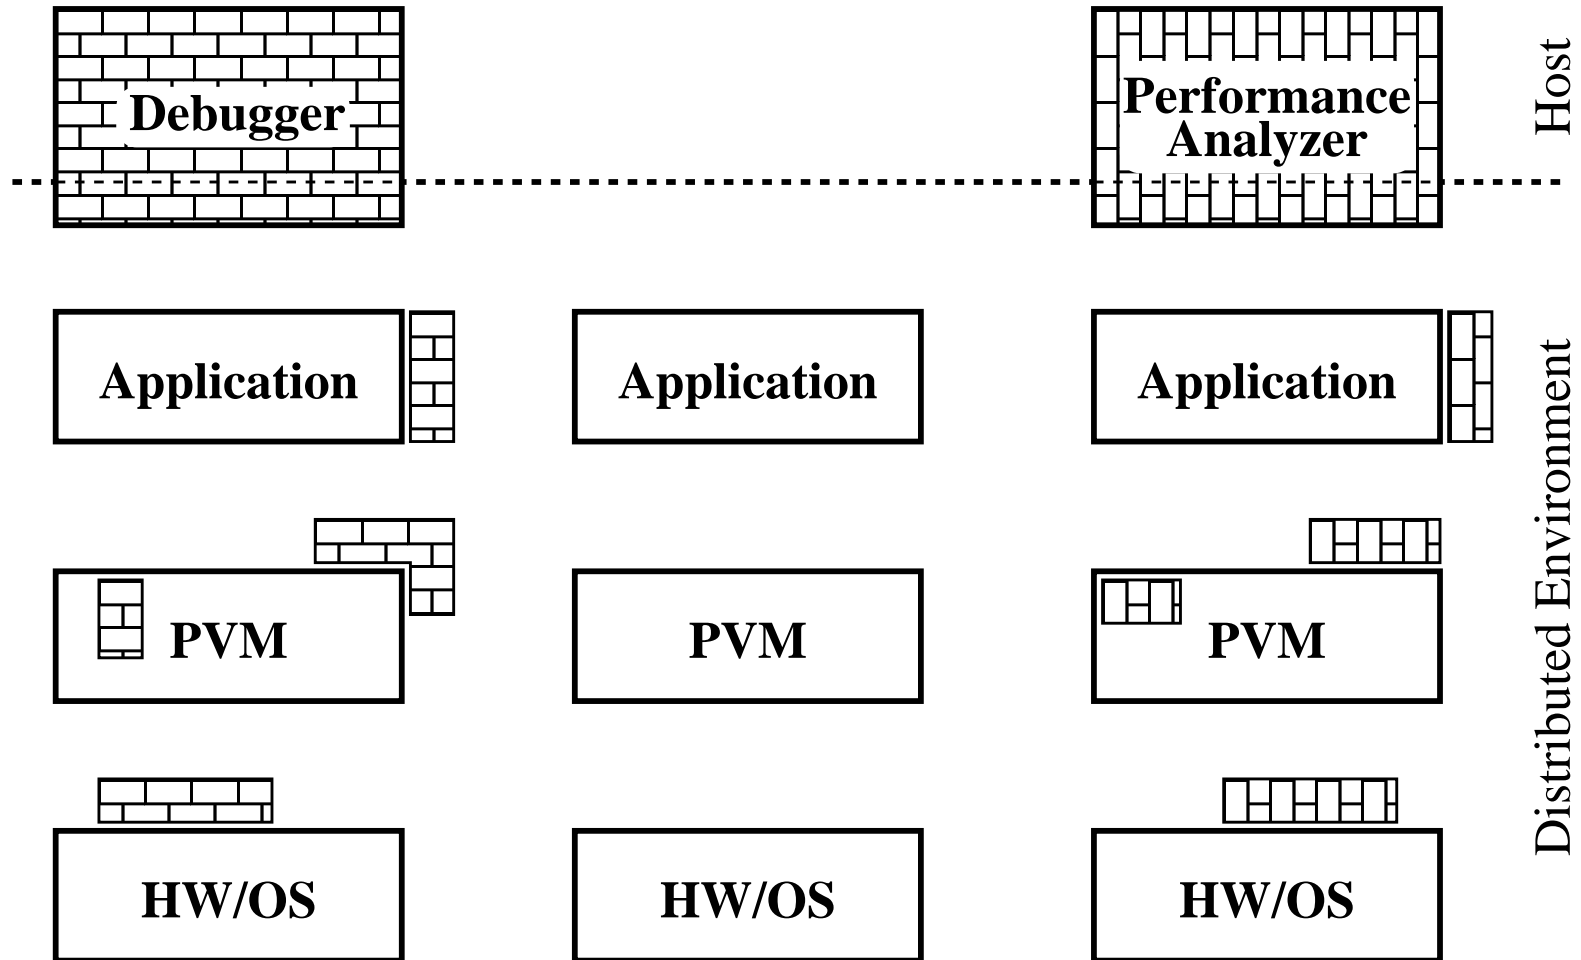 Debugger
Performance
Analyzer
Host
Application
Application
Application
PVM
PVM
PVM
HW/OS
HW/OS
HW/OS
Distributed Environment